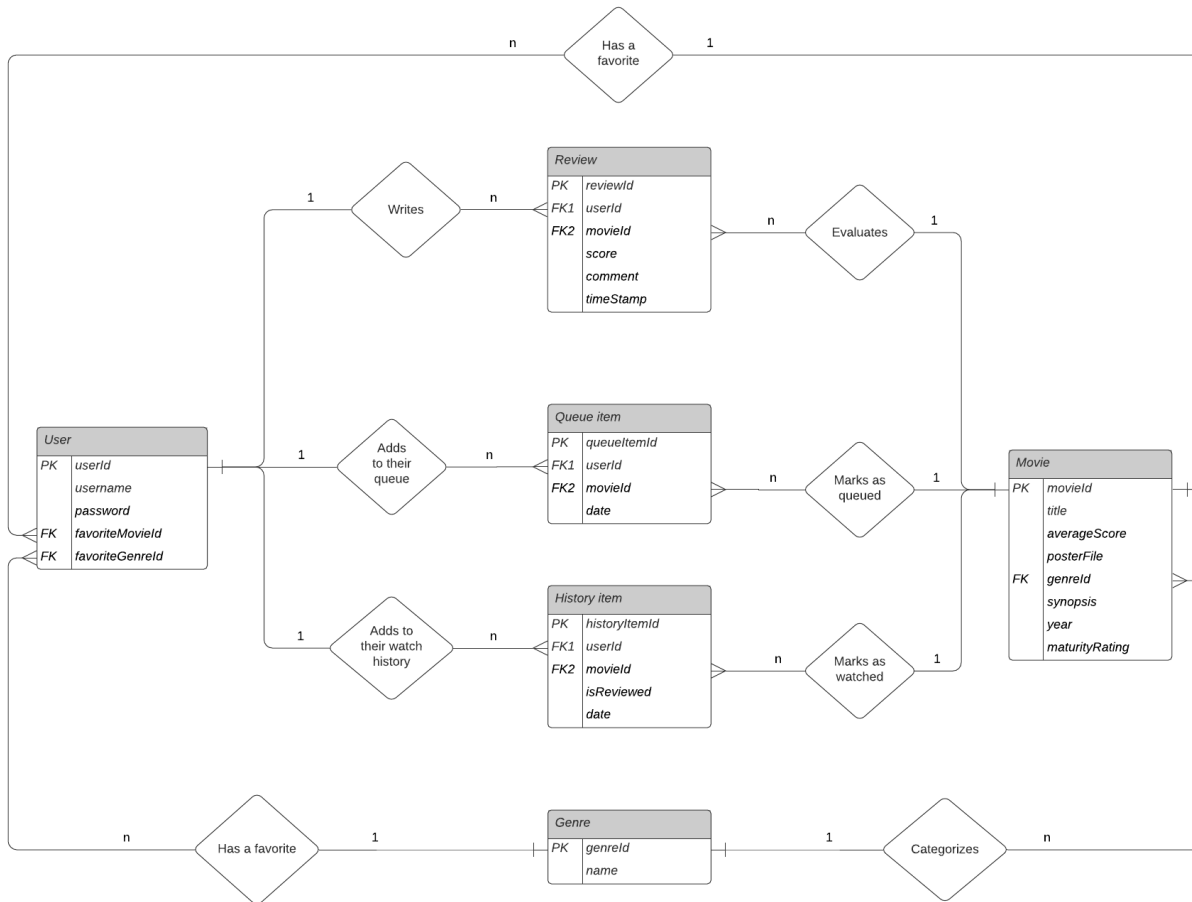 n
Has a
favorite
1
Review
PK reviewId
FK1 userId
FK2 movieId
score
comment
timeStamp
1
Writes
n
n
Evaluates
1
User
PK userId
username
password
FK favoriteMovieId
FK favoriteGenreId
1
Adds
to their
queue
n
Queue item
PK queueItemId
FK1 userId
FK2 movieId
date
n
Marks as
queued
1
Movie
PK movieId
title
averageScore
posterFile
FK genreId
synopsis
year
maturityRating
1
Adds to
their watch
history
n
History item
PK historyItemId
FK1 userId
FK2 movieId
isReviewed
date
n
Marks as
watched
1
n
Has a favorite
1
Genre
PK genreId
name
1
Categorizes
n